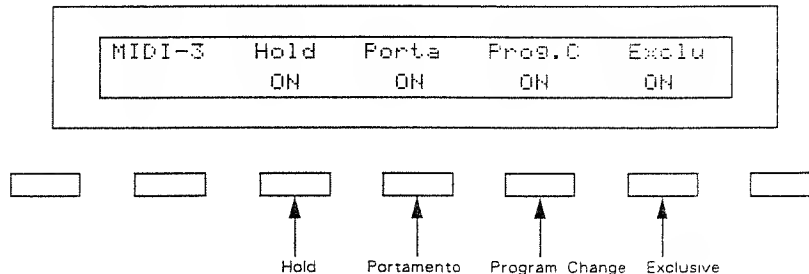 MIDI-3 Hold Porta Prog.C Exclu
ON ON ON ON
Hold Portamento Program Change Exclusive